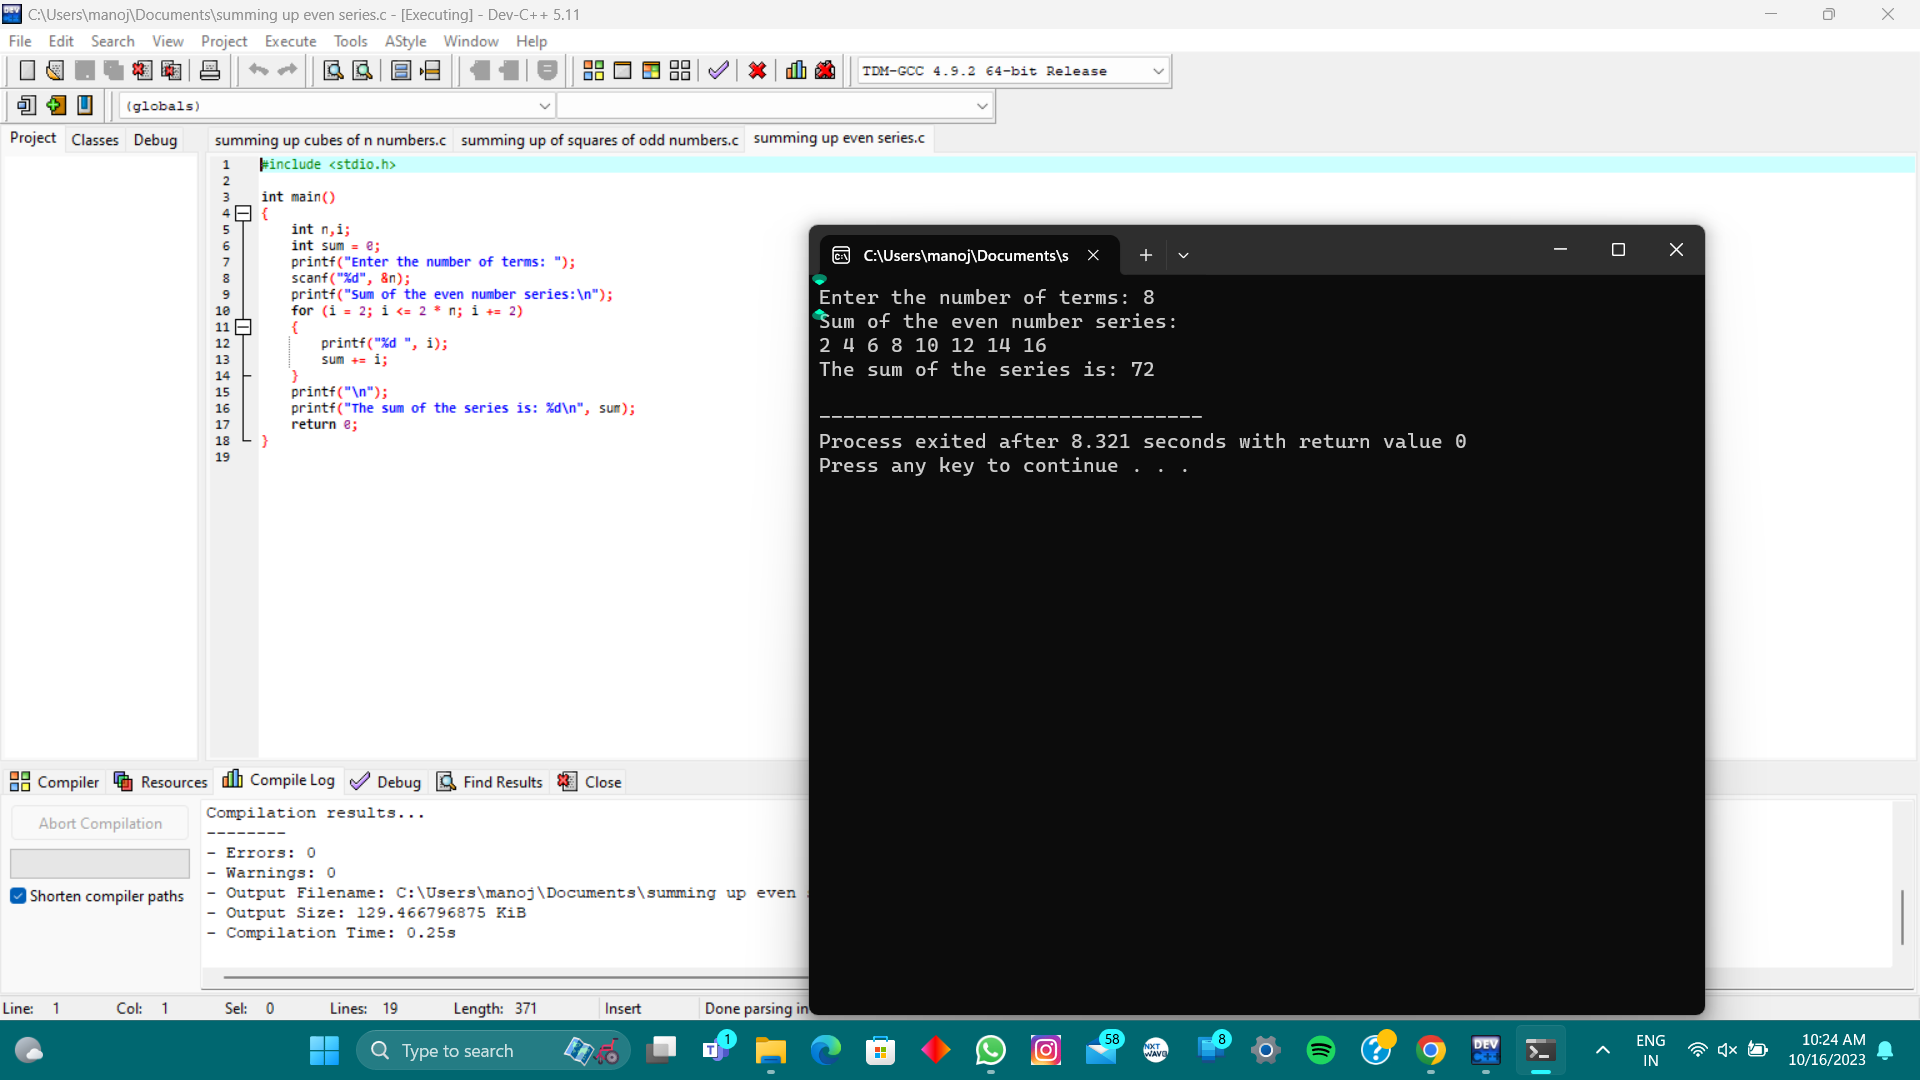 C:\Users\manoj\Documents\summing up even series.c - [Executing] - Dev-C++ 5.11
File Edit Search View Project Execute Tools AStyle Window Help
TDM-GCC 4.9.2 64-bit Release
(globals)
Project Classes Debug
summing up cubes of n numbers.c summing up of squares of odd numbers.c summing up even series.c
1 #include <stdio.h>
2
3 int main()
4 {
5 int n,i;
6 int sum = 0;
7 printf("Enter the number of terms: ");
8 scanf("%d", &n);
9 printf("Sum of the even number series:\n");
10 for (i = 2; i <= 2 * n; i += 2)
11 {
12 printf("%d ", i);
13 sum += i;
14 }
15 printf("\n");
16 printf("The sum of the series is: %d\n", sum);
17 return 0;
18 }
19
C:\Users\manoj\Documents\s
Enter the number of terms: 8
Sum of the even number series:
2 4 6 8 10 12 14 16
The sum of the series is: 72
--------------------------------
Process exited after 8.321 seconds with return value 0
Press any key to continue . . .
Compiler Resources Compile Log Debug Find Results Close
Abort Compilation
Shorten compiler paths
Compilation results...
--------
- Errors: 0
- Warnings: 0
- Output Filename: C:\Users\manoj\Documents\summing up even
- Output Size: 129.466796875 KiB
- Compilation Time: 0.25s
Line: 1 Col: 1 Sel: 0 Lines: 19 Length: 371 Insert Done parsing in
Type to search
1
58
NXT WAVE
8
DEV C++
ENG
IN
10:24 AM
10/16/2023